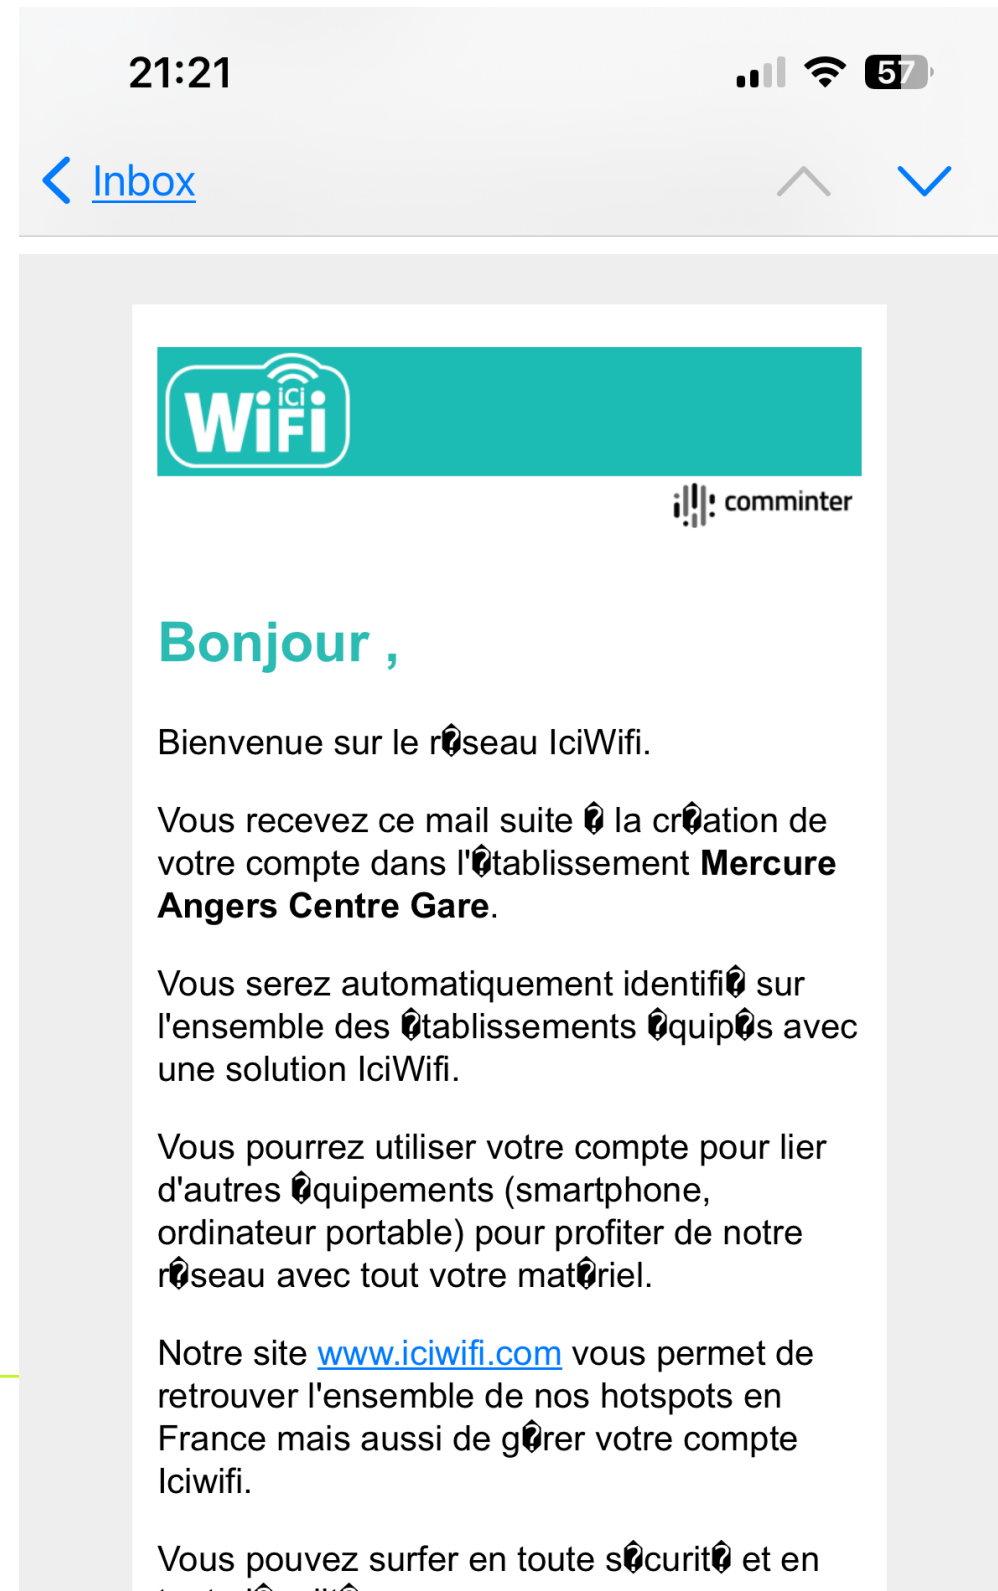 21:21
57
Inbox
ici
WiFi
comminter
Bonjour ,
Bienvenue sur le r�seau IciWifi.
Vous recevez ce mail suite � la cr�ation de
votre compte dans l'�tablissement Mercure
Angers Centre Gare.
Vous serez automatiquement identifi� sur
l'ensemble des �tablissements �quip�s avec
une solution IciWifi.
Vous pourrez utiliser votre compte pour lier
d'autres �quipements (smartphone,
ordinateur portable) pour profiter de notre
r�seau avec tout votre mat�riel.
Notre site www.iciwifi.com vous permet de
retrouver l'ensemble de nos hotspots en
France mais aussi de g�rer votre compte
Iciwifi.
Vous pouvez surfer en toute s�curit� et en